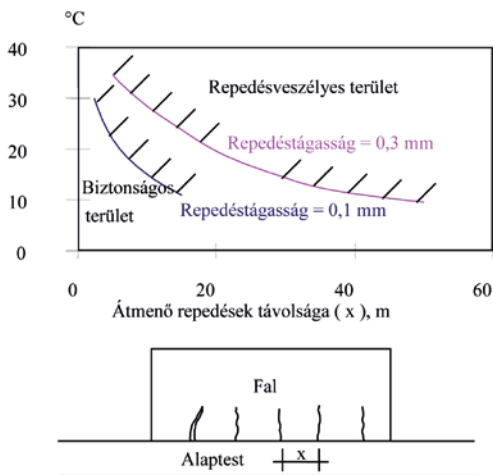 °C
40
Repedésveszélyes terület
30
Repedéstágasság = 0,3 mm
20
Biztonságos
terület
Repedéstágasság = 0,1 mm
10
0
0 20 40 60
Átmenő repedések távolsága ( x ), m
Fal
Alaptest
x